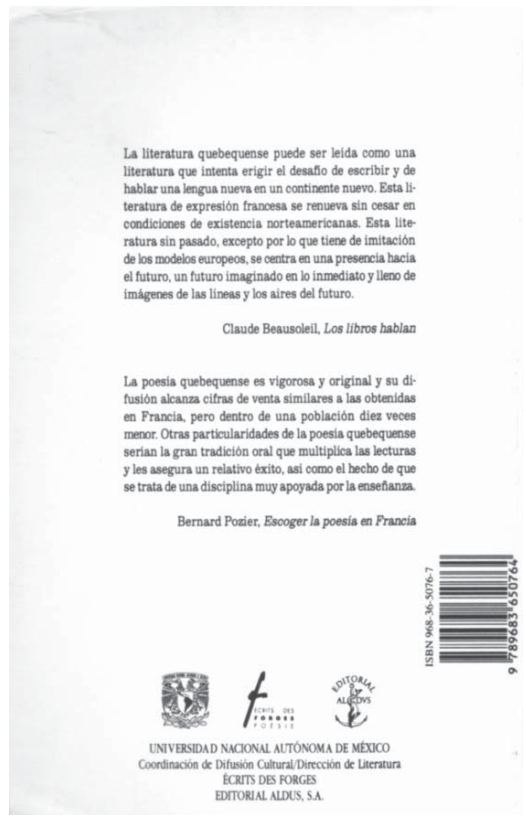 La literatura quebequense puede ser leída como una
literatura que intenta erigir el desafío de escribir y de
hablar una lengua nueva en un continente nuevo. Esta li-
teratura de expresión francesa se renueva sin cesar en
condiciones de existencia norteamericanas. Esta lite-
ratura sin pasado, excepto por lo que tiene de imitación
de los modelos europeos, se centra en una presencia hacia
el futuro, un futuro imaginado en lo inmediato y lleno de
imágenes de las líneas y los aires del futuro.
Claude Beausoleil, Los libros hablan
La poesía quebequense es vigorosa y original y su di-
fusión alcanza cifras de venta similares a las obtenidas
en Francia, pero dentro de una población diez veces
menor. Otras particularidades de la poesía quebequense
serían la gran tradición oral que multiplica las lecturas
y les asegura un relativo éxito, así como el hecho de que
se trata de una disciplina muy apoyada por la enseñanza.
Bernard Pozier, Escoger la poesía en Francia
ISBN 968-36-5076-7
9 789683 650764
ÉCRITS DES
FORGES
POÉSIE
EDITORIAL
ALDVS
UNIVERSIDAD NACIONAL AUTÓNOMA DE MÉXICO
Coordinación de Difusión Cultural/Dirección de Literatura
ÉCRITS DES FORGES
EDITORIAL ALDUS, S.A.